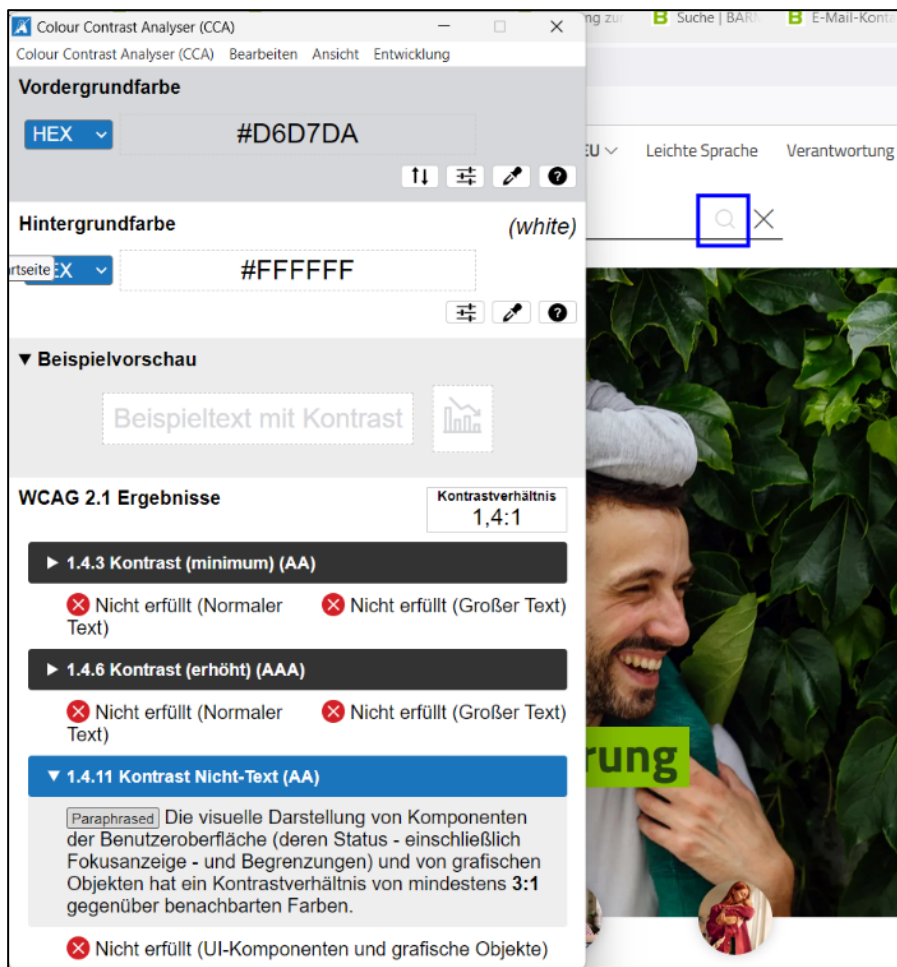 Colour Contrast Analyser (CCA)
Colour Contrast Analyser (CCA) Bearbeiten Ansicht Entwicklung
Vordergrundfarbe
HEX
#D6D7DA
Hintergrundfarbe
(white)
#FFFFFF
Beispielvorschau
Beispieltext mit Kontrast
WCAG 2.1 Ergebnisse
Kontrastverhältnis
1,4:1
1.4.3 Kontrast (minimum) (AA)
Nicht erfüllt (Normaler Text)
Nicht erfüllt (Großer Text)
1.4.6 Kontrast (erhöht) (AAA)
Nicht erfüllt (Normaler Text)
Nicht erfüllt (Großer Text)
1.4.11 Kontrast Nicht-Text (AA)
Paraphrased Die visuelle Darstellung von Komponenten
der Benutzeroberfläche (deren Status - einschließlich
Fokusanzeige - und Begrenzungen) und von grafischen
Objekten hat ein Kontrastverhältnis von mindestens 3:1
gegenüber benachbarten Farben.
Nicht erfüllt (UI-Komponenten und grafische Objekte)
zur
Suche | BARM
E-Mail-Konta
Leichte Sprache
Verantwortung
rung